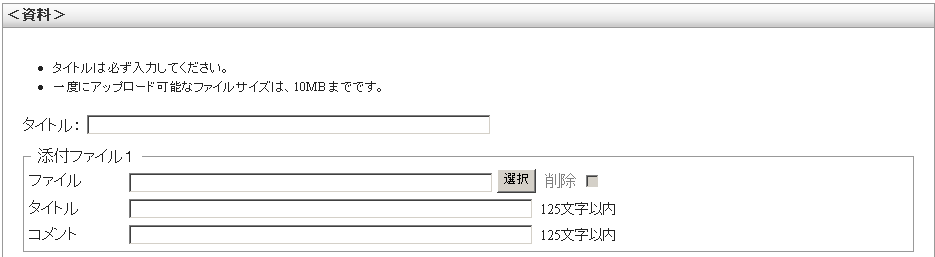 ＜資料＞
• タイトルは必ず入力してください。
• 一度にアップロード可能なファイルサイズは、10MBまでです。
タイトル：
添付ファイル1
ファイル 選択 削除
タイトル 125文字以内
コメント 125文字以内